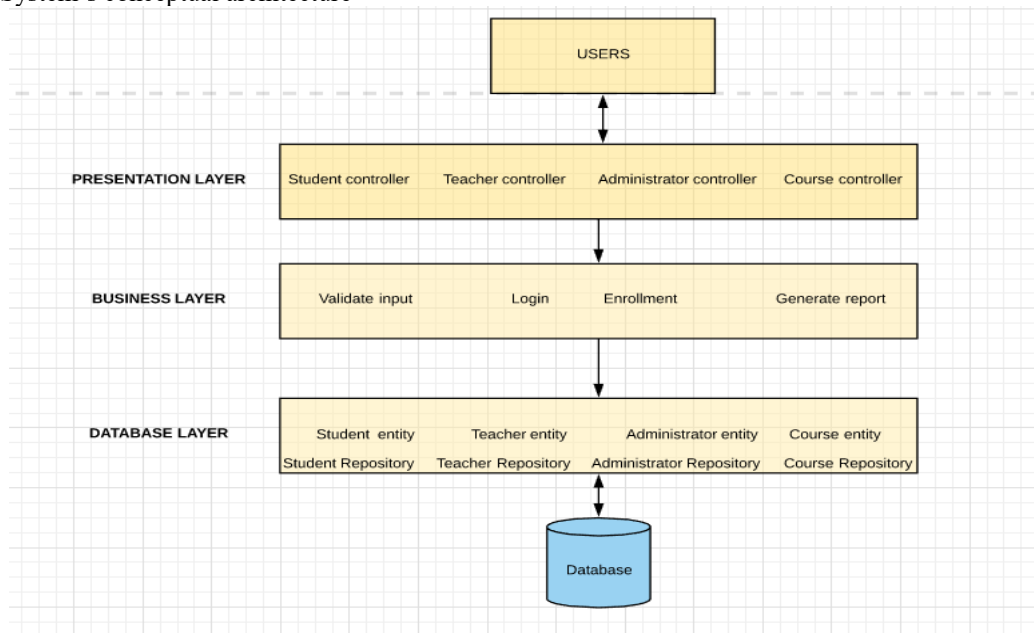 USERS
PRESENTATION LAYER Student controller Teacher controller Administrator controller Course controller
BUSINESS LAYER Validate input Login Enrollment Generate report
DATABASE LAYER Student entity Teacher entity Administrator entity Course entity
Student Repository Teacher Repository Administrator Repository Course Repository
Database